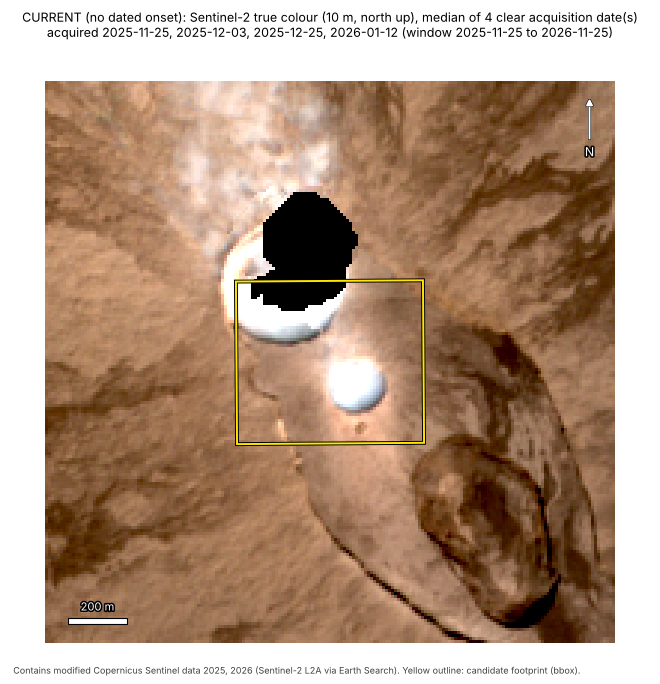 CURRENT (no dated onset): Sentinel-2 true colour (10 m, north up), median of 4 clear acquisition date(s)
acquired 2025-11-25, 2025-12-03, 2025-12-25, 2026-01-12 (window 2025-11-25 to 2026-11-25)
N
200 m
Contains modified Copernicus Sentinel data 2025, 2026 (Sentinel-2 L2A via Earth Search). Yellow outline: candidate footprint (bbox).